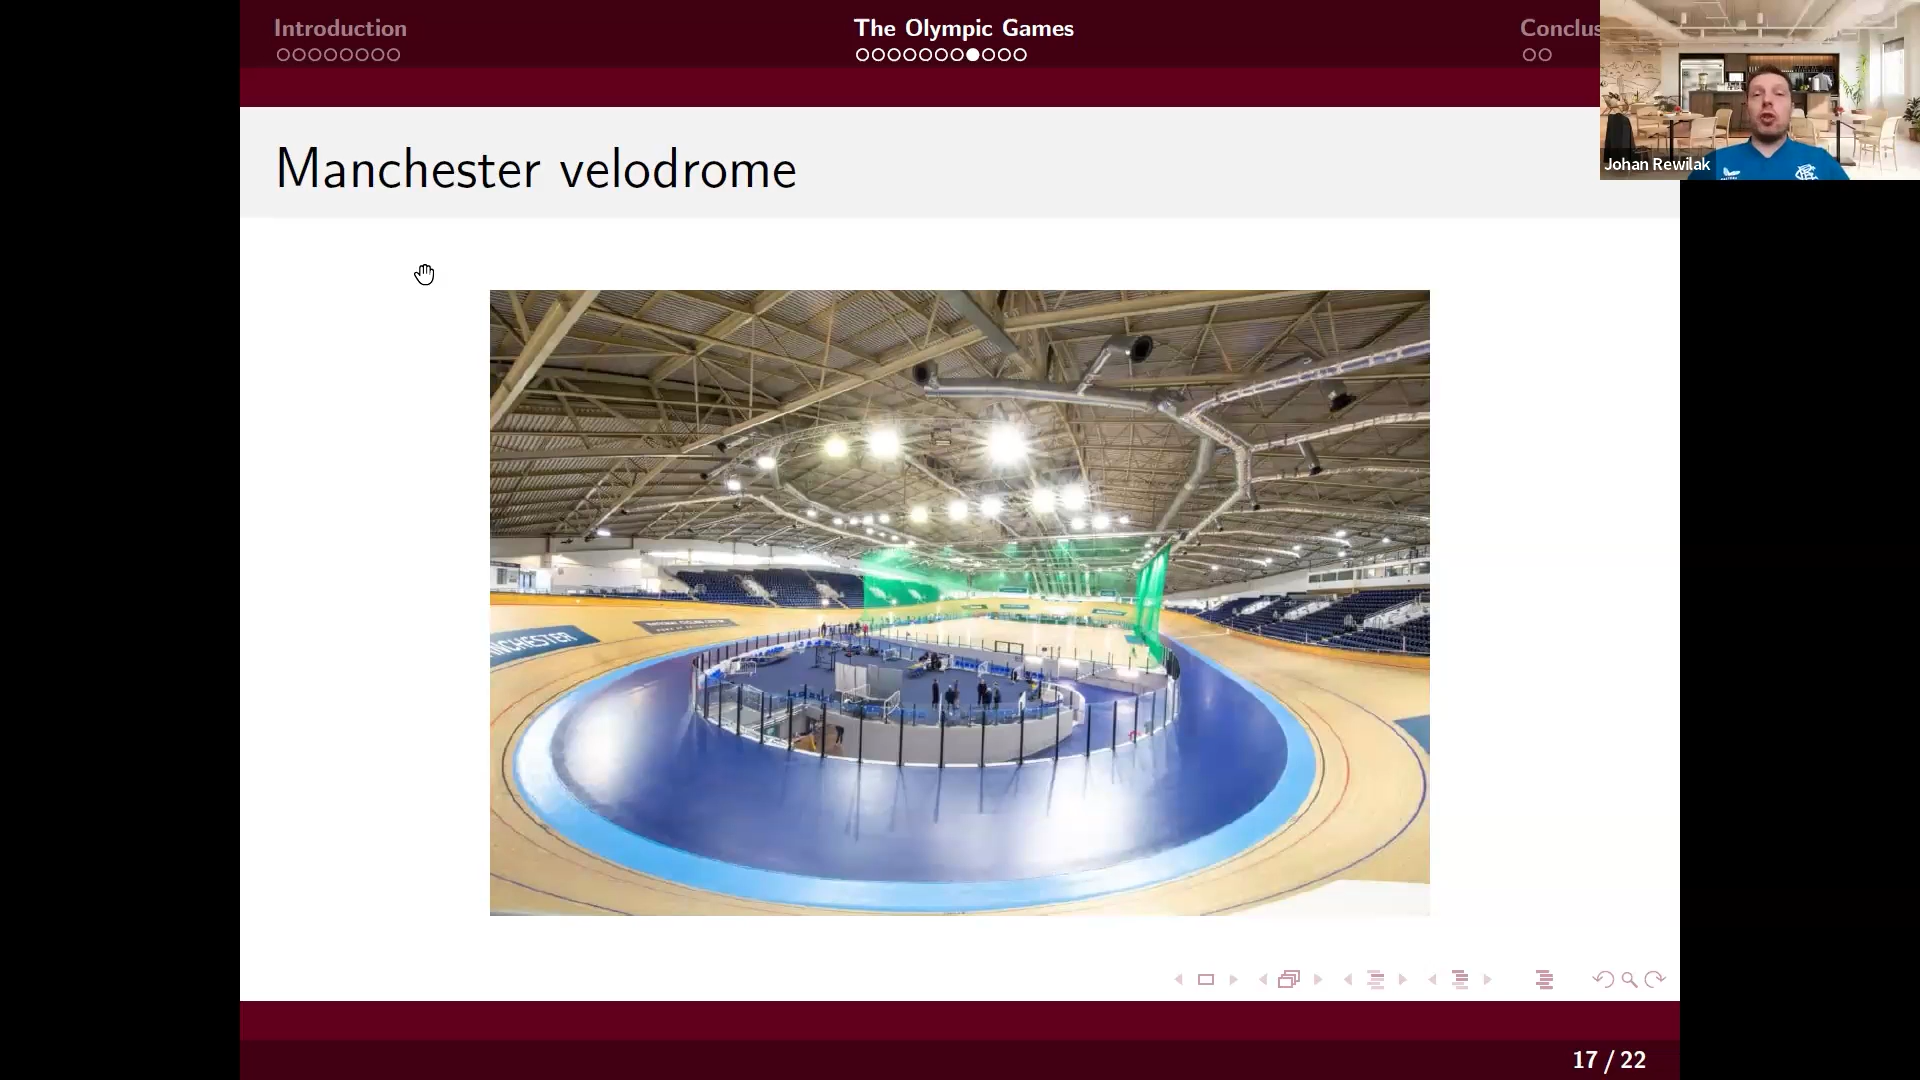 Introduction
The Olympic Games
Conclus
Johan Rewilak
Manchester velodrome
NCHESTER
17 / 22